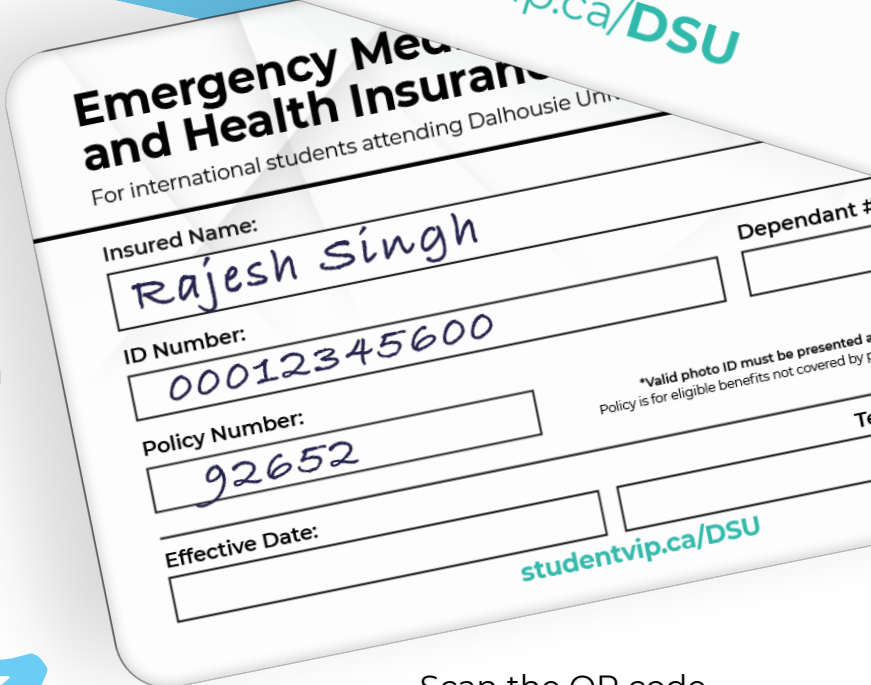 ip.ca/DSU
Emergency Med
and Health Insuran
For international students attending Dalhousie Uni
Insured Name:
Rajesh Singh
Dependant #
ID Number:
00012345600
*Valid photo ID must be presented a
Policy is for eligible benefits not covered by p
Policy Number:
92652
Te
Effective Date:
studentvip.ca/DSU
Scan the QR code